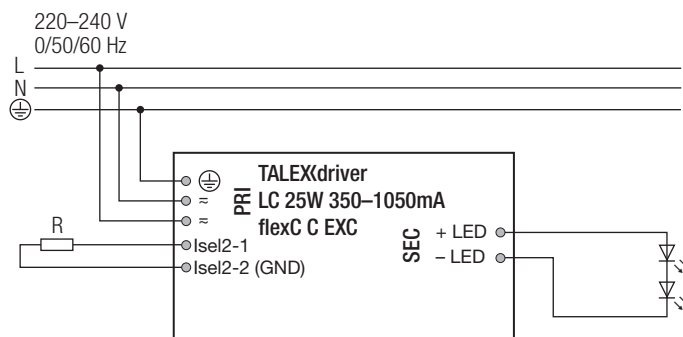 220–240 V
0/50/60 Hz
L
N
PRI
TALEXXdriver
LC 25W 350–1050mA
flexC C EXC
≂
≂
R
Isel2-1
Isel2-2 (GND)
SEC
+ LED
– LED